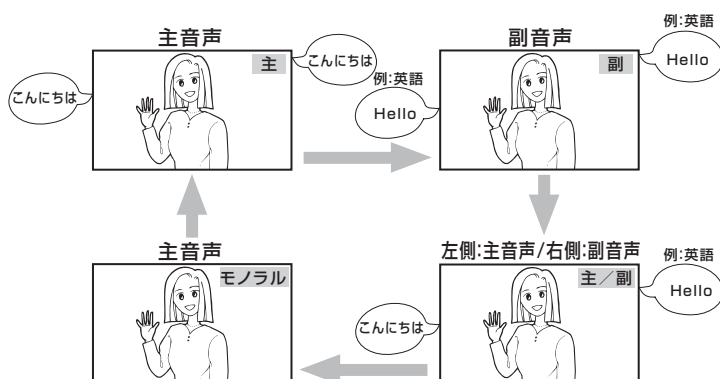 主音声
主
こんにちは
こんにちは
副音声
副
例:英語
Hello
例:英語
Hello
主音声
モノラル
左側:主音声/右側:副音声
主/副
こんにちは
例:英語
Hello